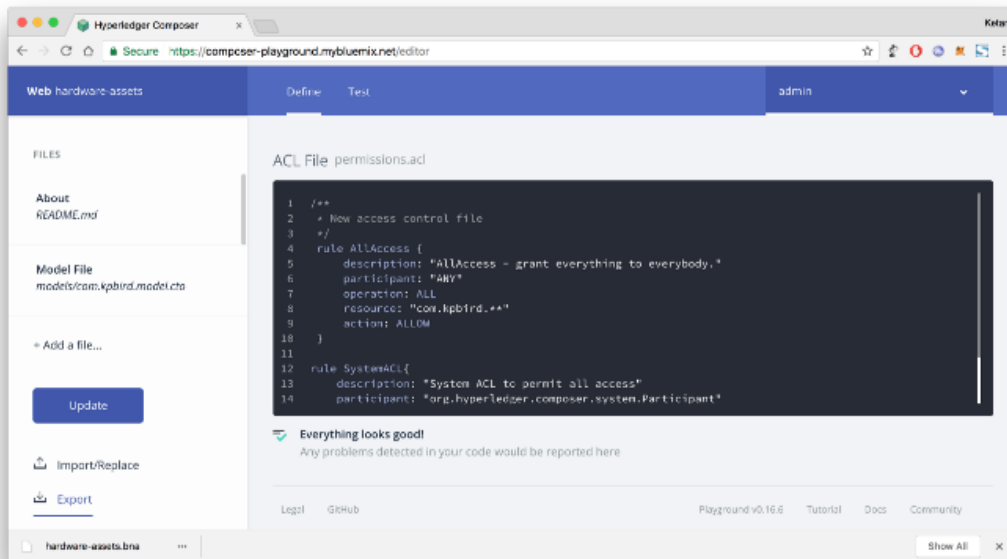 Hyperledger Composer
Secure https://composer-playground.mybluemix.net/editor
Web hardware-assets
Define Test
admin
FILES
About
README.md
Model File
models/com.kpbird.model.cto
+ Add a file...
Update
Import/Replace
Export
ACL File permissions.acl
1 /**
2 * New access control file
3 */
4 rule AllAccess {
5 description: "AllAccess - grant everything to everybody."
6 participant: "ANY"
7 operation: ALL
8 resource: "com.kpbird.**"
9 action: ALLOW
10 }
11
12 rule SystemACL{
13 description: "System ACL to permit all access"
14 participant: "org.hyperledger.composer.system.Participant"
Everything looks good!
Any problems detected in your code would be reported here
Legal GitHub Playground v0.16.6 Tutorial Docs Community
hardware-assets.bna
Show All